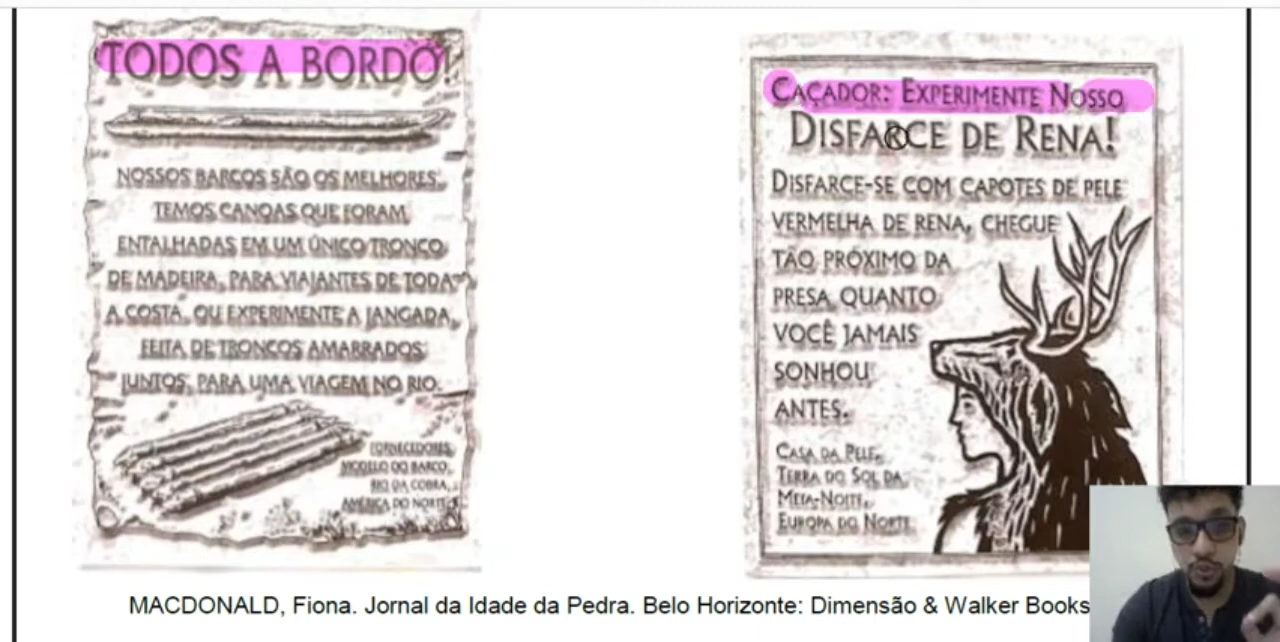 TODOS A BORDO!
NOSSOS BARCOS SÃO OS MELHORES.
TEMOS CANOAS QUE FORAM
ENTALHADAS EM UM ÚNICO TRONCO
DE MADEIRA, PARA VIAJANTES DE TODA
A COSTA, OU EXPERIMENTE A JANGADA,
FEITA DE TRONCOS AMARRADOS
JUNTOS, PARA UMA VIAGEM NO RIO.
FORNECEDORES
MODELO DO BARCO,
RIO DA COBRA,
AMÉRICA DO NORTE
CAÇADOR: EXPERIMENTE NOSSO
DISFARCE DE RENA!
DISFARCE-SE COM CAPOTES DE PELE
VERMELHA DE RENA, CHEGUE
TÃO PRÓXIMO DA
PRESA QUANTO
VOCÊ JAMAIS
SONHOU
ANTES.
CASA DA PELE,
TERRA DO SOL DA
MEIA-NOITE,
EUROPA DO NORTE
MACDONALD, Fiona. Jornal da Idade da Pedra. Belo Horizonte: Dimensão & Walker Books